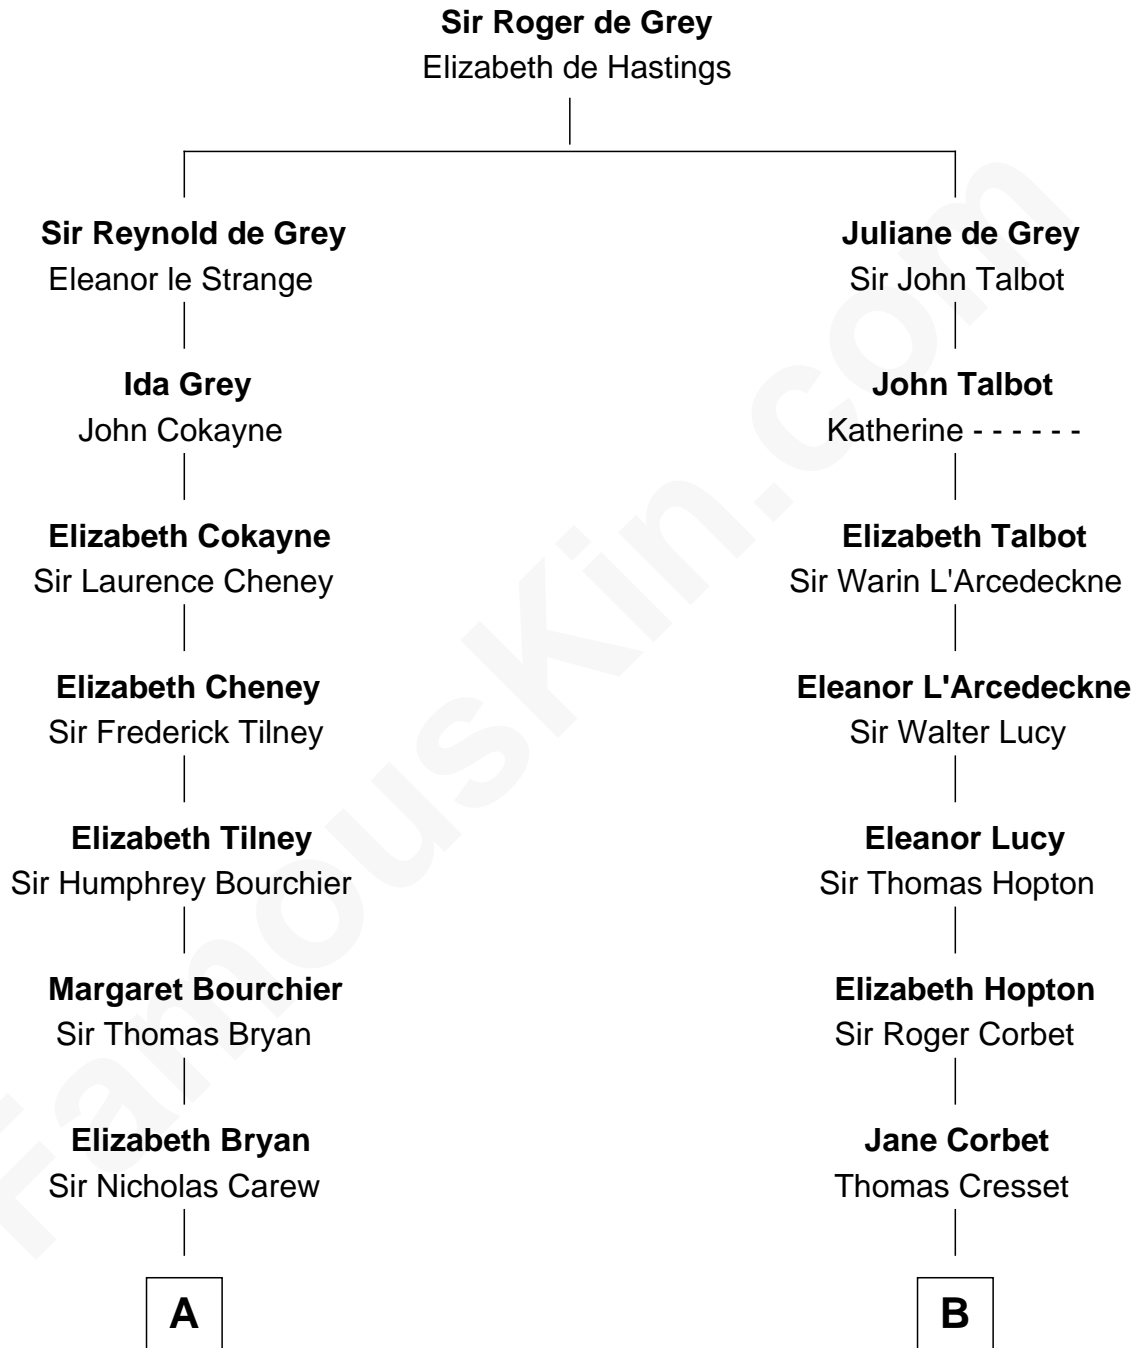 Sir Roger de Grey
Elizabeth de Hastings
Sir Reynold de Grey
Eleanor le Strange
Juliane de Grey
Sir John Talbot
Ida Grey
John Cokayne
John Talbot
Katherine - - - - - -
Elizabeth Cokayne
Sir Laurence Cheney
Elizabeth Talbot
Sir Warin L'Arcedeckne
Elizabeth Cheney
Sir Frederick Tilney
Eleanor L'Arcedeckne
Sir Walter Lucy
Elizabeth Tilney
Sir Humphrey Bourchier
Eleanor Lucy
Sir Thomas Hopton
Margaret Bourchier
Sir Thomas Bryan
Elizabeth Hopton
Sir Roger Corbet
Elizabeth Bryan
Sir Nicholas Carew
Jane Corbet
Thomas Cresset
A
B
FamousKin.com